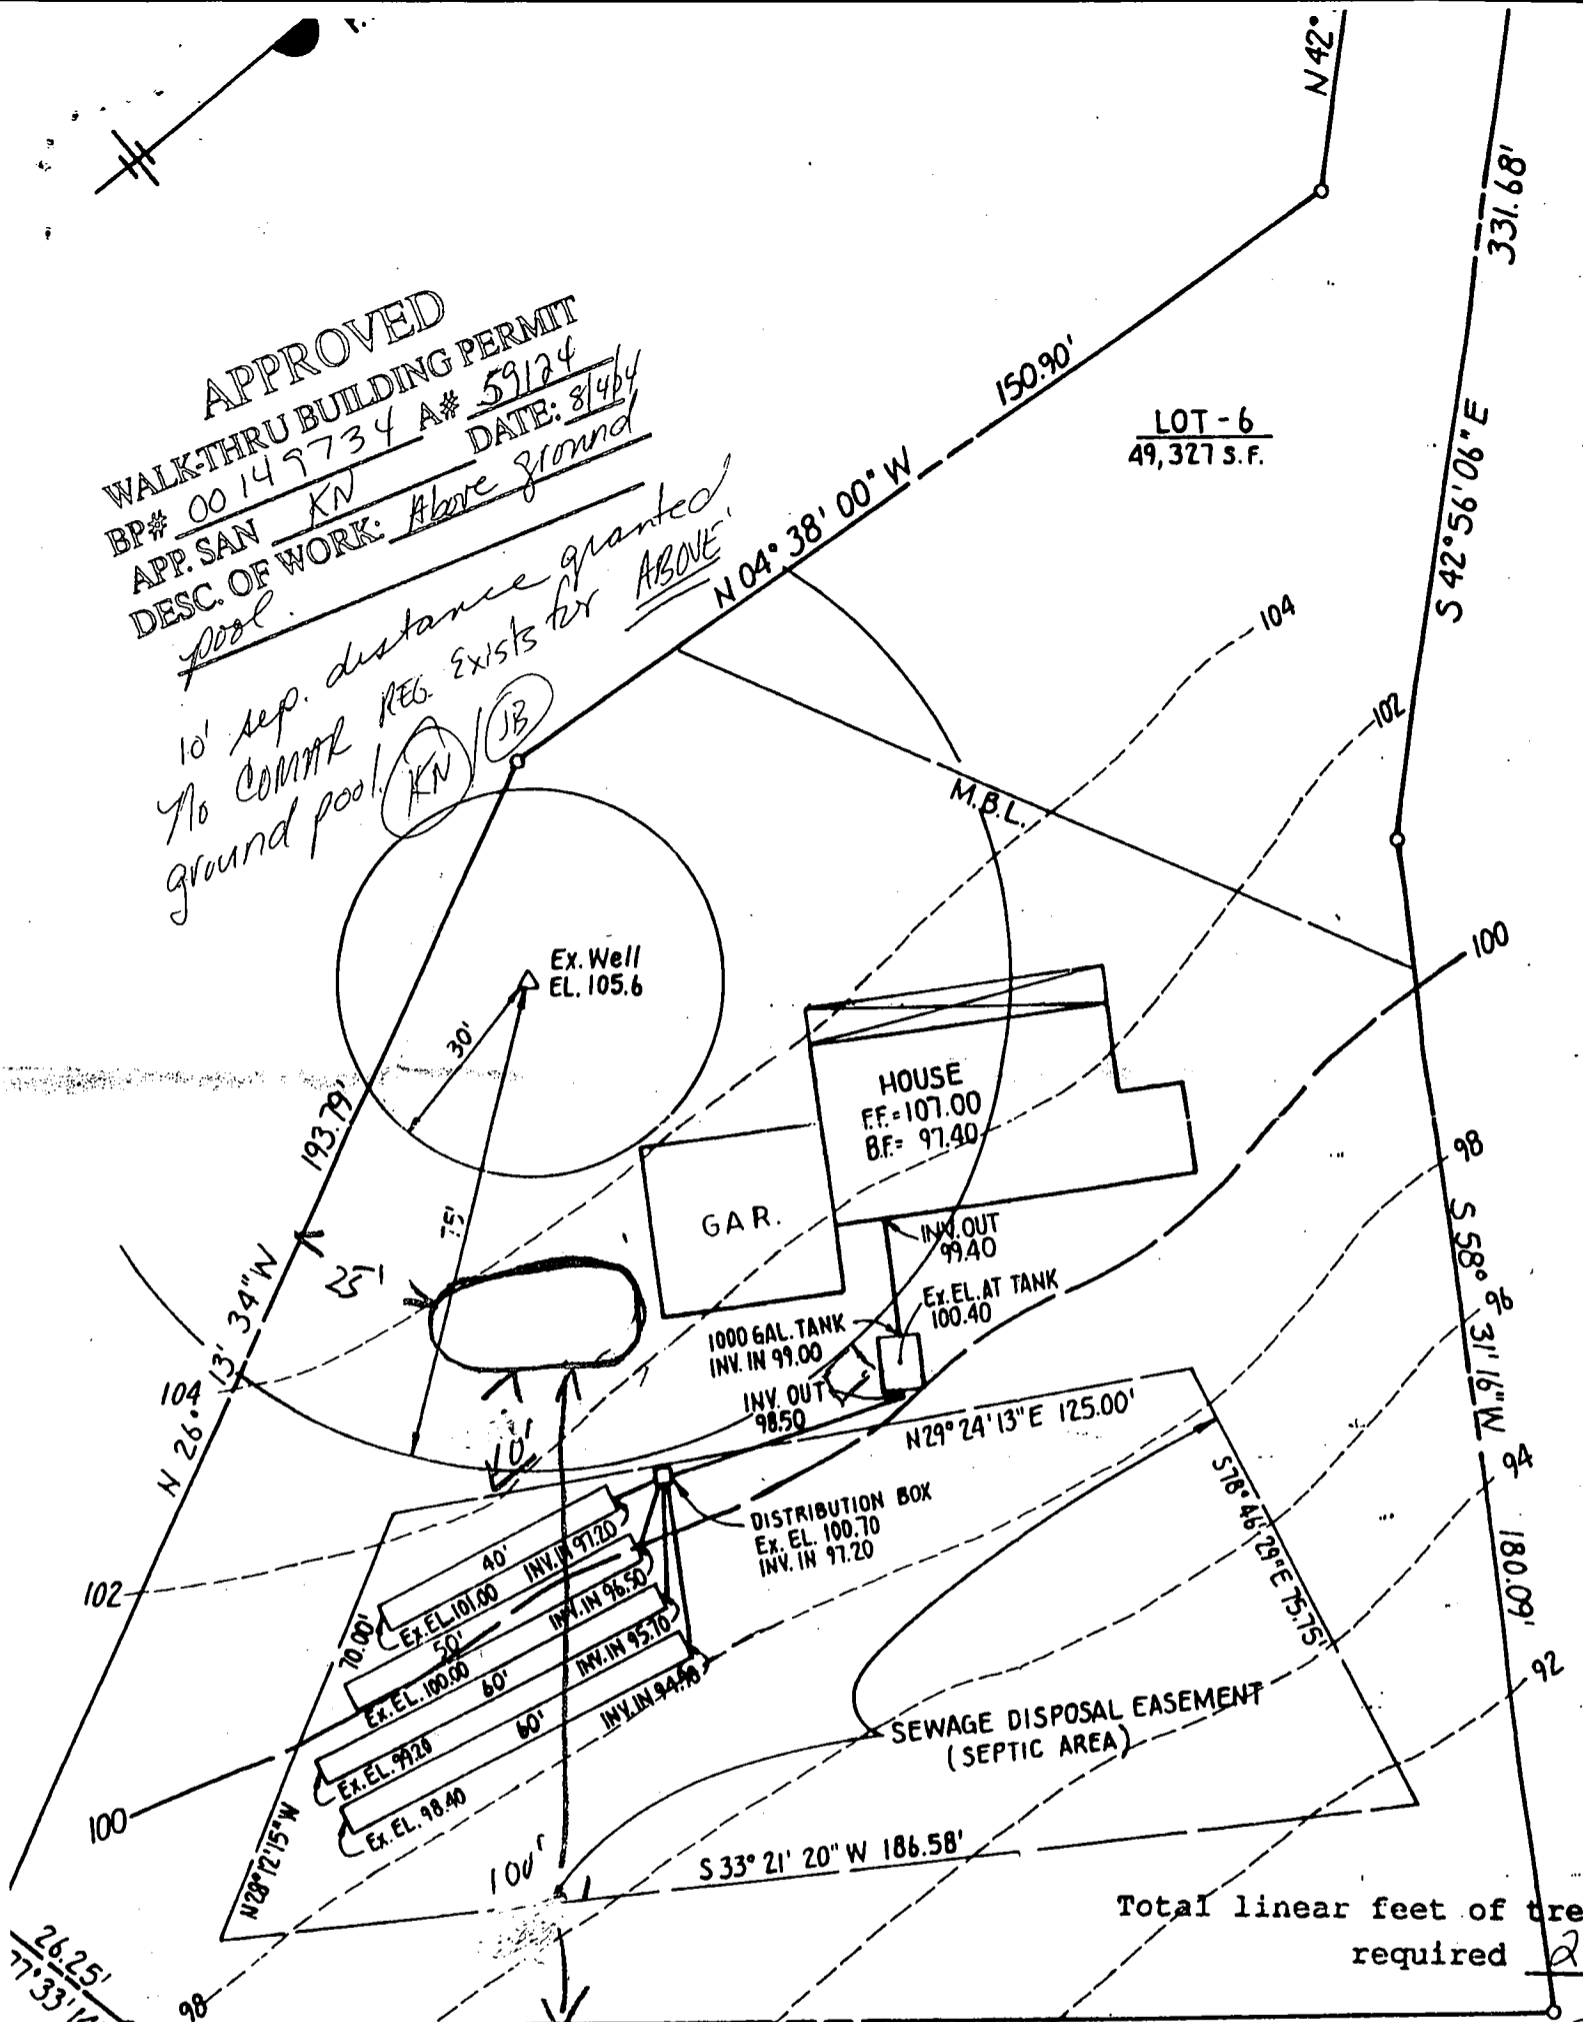 N 42°
331.68'
APPROVED
WALK-THRU BUILDING PERMIT
BP# 00149734 A# 59124
APP. SAN KN DATE: 8/4/04
DESC. OF WORK: Above ground
pool.
10' sep. distance granted
No COMAR REG. Exists for ABOVE
ground pool. KN / JB
150.90'
N 04° 38' 00" W
LOT - 6
49,327 S.F.
S 42° 56' 06" E
104
102
M.B.L.
100
Ex. Well
EL. 105.6
30'
75'
193.79'
N 26° 13' 34" W
HOUSE
F.F. = 107.00
B.F. = 97.40
GAR.
98
S 58° 31' 16" W
180.09'
96
94
92
25'
INV. OUT
99.40
Ex. EL. AT TANK
100.40
1000 GAL. TANK
INV. IN 99.00
INV. OUT
98.50
104
10'
N 29° 24' 13" E 125.00'
S 78° 46' 29" E 75.75'
DISTRIBUTION BOX
Ex. EL. 100.70
INV. IN 97.20
102
40'
INV. IN 97.20
Ex. EL. 101.00
50'
INV. IN 96.50
Ex. EL. 100.00
60'
INV. IN 95.70
Ex. EL. 99.20
60'
Ex. EL. 98.40
70.00'
N 82° 12' 15" W
100
SEWAGE DISPOSAL EASEMENT
(SEPTIC AREA)
100'
S 33° 21' 20" W 186.58'
Total linear feet of tre
required 2
26.25'
98